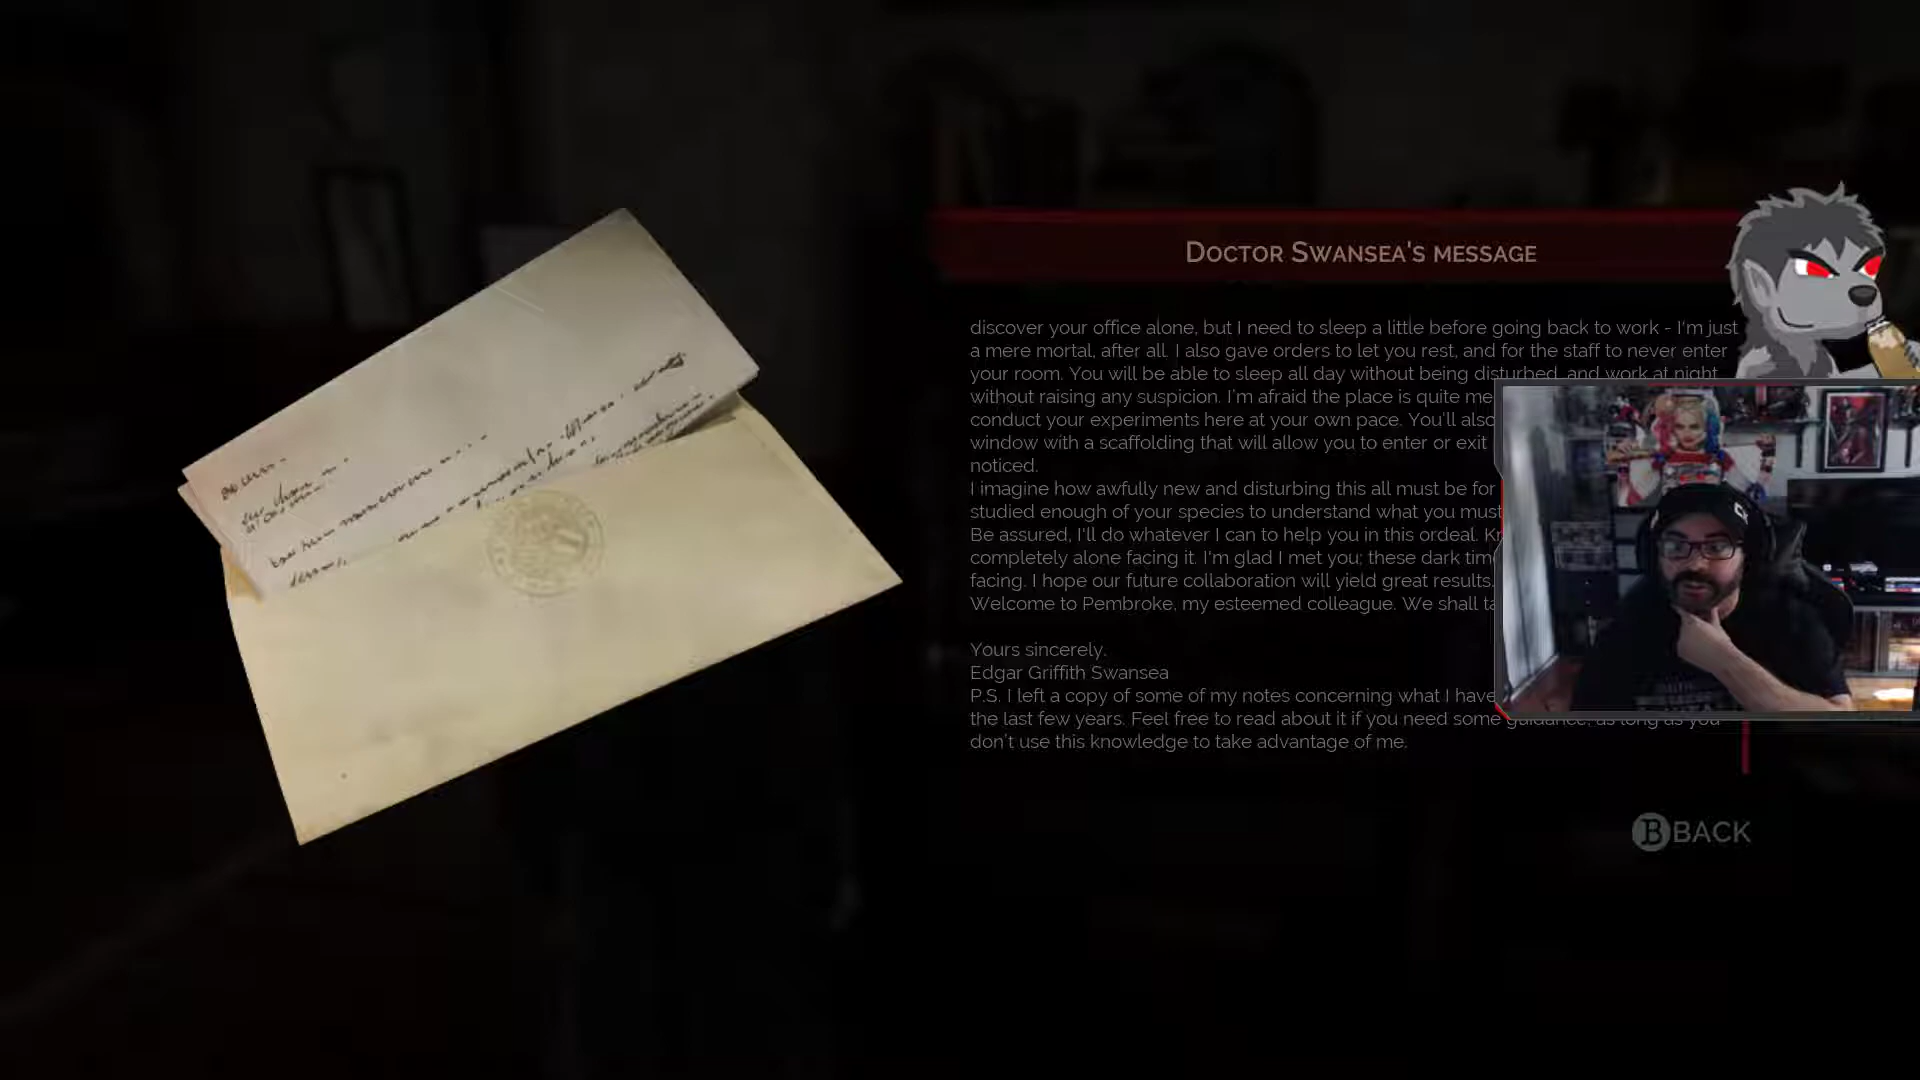 DOCTOR SWANSEA'S MESSAGE
discover your office alone, but I need to sleep a little before going back to work - I'm just
a mere mortal, after all. I also gave orders to let you rest, and for the staff to never enter
your room. You will be able to sleep all day without being disturbed, and work at night
without raising any suspicion. I'm afraid the place is quite
conduct your experiments here at your own pace. You'll also
window with a scaffolding that will allow you to enter or exit
noticed.
I imagine how awfully new and disturbing this all must be for
studied enough of your species to understand what you must
Be assured, I'll do whatever I can to help you in this ordeal.
completely alone facing it. I'm glad I met you; these dark
facing. I hope our future collaboration will yield great results.
Welcome to Pembroke, my esteemed colleague. We shall
Yours sincerely,
Edgar Griffith Swansea
P.S. I left a copy of some of my notes concerning what I have
the last few years. Feel free to read about it if you need some guidance, as long as you
don't use this knowledge to take advantage of me.
B BACK